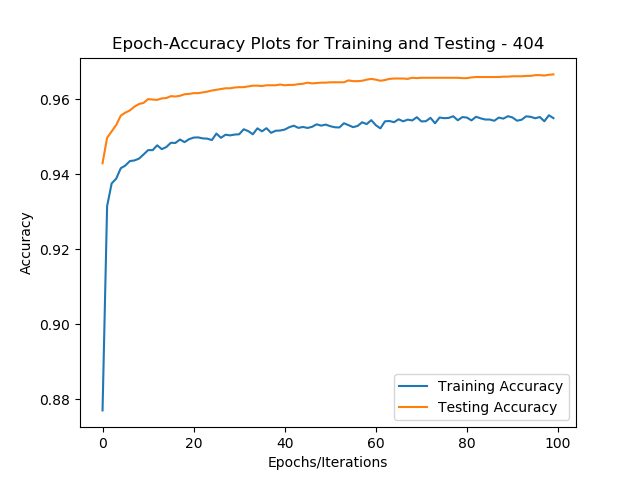 Epoch-Accuracy Plots for Training and Testing - 404
0.96
0.94
0.92
0.90
0.88
Accuracy
Training Accuracy
Testing Accuracy
0 20 40 60 80 100
Epochs/Iterations